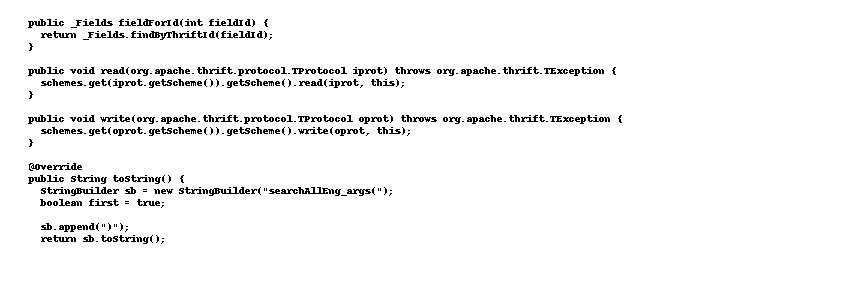 public _Fields fieldForId(int fieldId) {
return _Fields.findByThriftId(fieldId);
}
public void read(org.apache.thrift.protocol.TProtocol iprot) throws org.apache.thrift.TException {
schemes.get(iprot.getScheme()).getScheme().read(iprot, this);
}
public void write(org.apache.thrift.protocol.TProtocol oprot) throws org.apache.thrift.TException {
schemes.get(oprot.getScheme()).getScheme().write(oprot, this);
}
@Override
public String toString() {
StringBuilder sb = new StringBuilder("searchAllEng_args(");
boolean first = true;
sb.append(")");
return sb.toString();